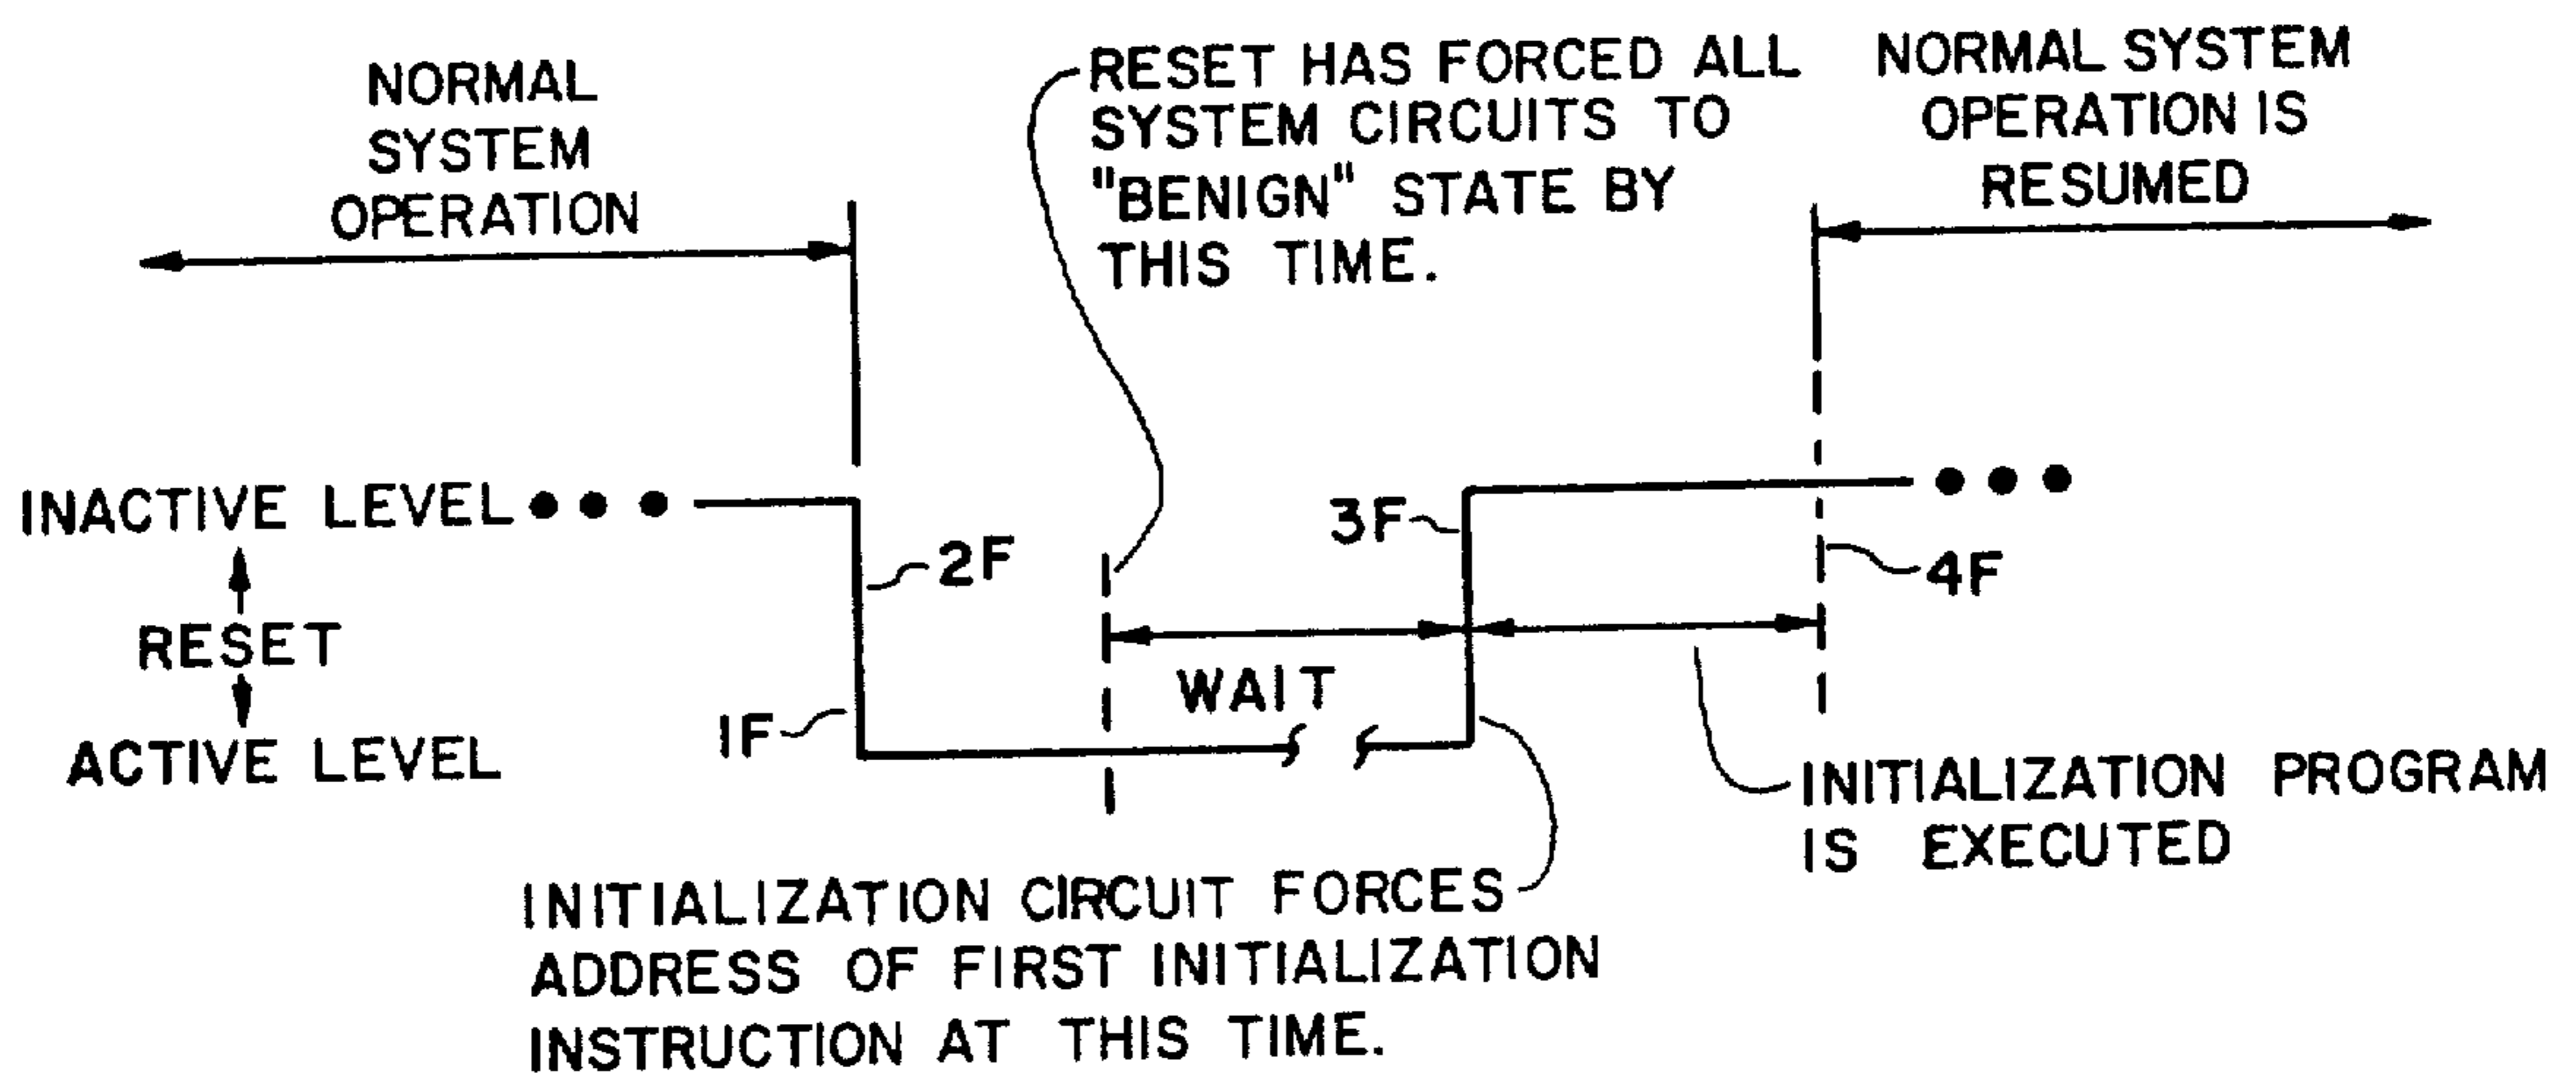 NORMAL
SYSTEM
OPERATION
RESET HAS FORCED ALL
SYSTEM CIRCUITS TO
"BENIGN" STATE BY
THIS TIME.
NORMAL SYSTEM
OPERATION IS
RESUMED
INACTIVE LEVEL
RESET
ACTIVE LEVEL
2F
1F
WAIT
3F
4F
INITIALIZATION PROGRAM
IS EXECUTED
INITIALIZATION CIRCUIT FORCES
ADDRESS OF FIRST INITIALIZATION
INSTRUCTION AT THIS TIME.